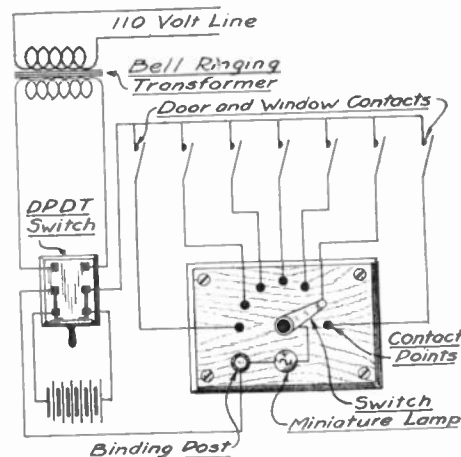 110 Volt Line
Bell Ringing
Transformer
Door and Window Contacts
DPDT
Switch
Contact
Points
Switch
Miniature Lamp
Binding Post